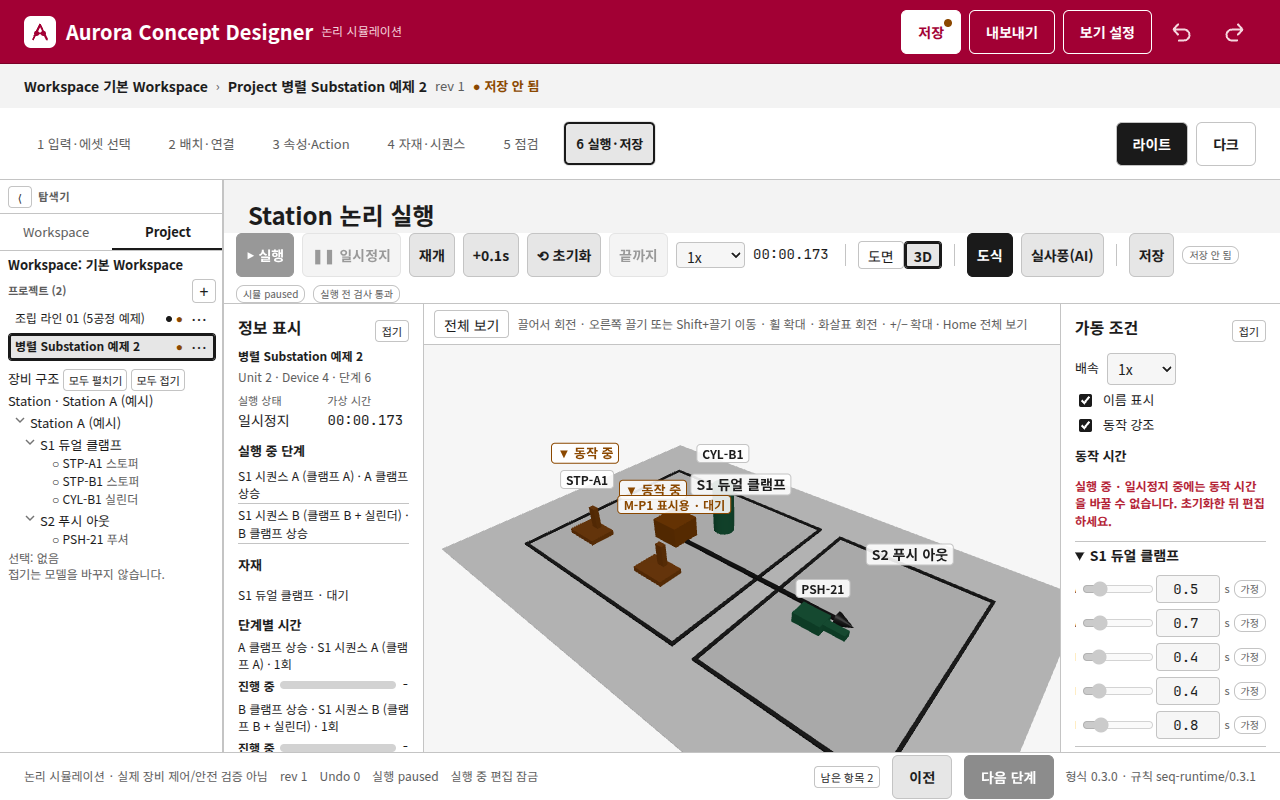 Aurora Concept Designer 논리 시뮬레이션 저장 내보내기 보기 설정
Workspace 기본 Workspace › Project 병렬 Substation 예제 2 rev 1 ● 저장 안 됨
1 입력·에셋 선택 2 배치·연결 3 속성·Action 4 자재·시퀀스 5 점검 6 실행·저장 라이트 다크
⟨ 탐색기
Workspace Project
Workspace: 기본 Workspace
프로젝트 (2) +
조립 라인 01 (5공정 예제) ● ● ···
병렬 Substation 예제 2 ● ···
장비 구조 모두 펼치기 모두 접기
Station · Station A (예시)
Station A (예시)
S1 듀얼 클램프
○ STP-A1 스토퍼
○ STP-B1 스토퍼
○ CYL-B1 실린더
S2 푸시 아웃
○ PSH-21 푸셔
선택: 없음
접기는 모델을 바꾸지 않습니다.
Station 논리 실행
▶ 실행 ❚❚ 일시정지 재개 +0.1s ⟲ 초기화 끝까지 1x 00:00.173 도면 3D 도식 실사풍(AI) 저장 저장 안 됨
시뮬 paused 실행 전 검사 통과
정보 표시 접기
병렬 Substation 예제 2
Unit 2 · Device 4 · 단계 6
실행 상태 가상 시간
일시정지 00:00.173
실행 중 단계
S1 시퀀스 A (클램프 A) · A 클램프
상승
S1 시퀀스 B (클램프 B + 실린더) ·
B 클램프 상승
자재
S1 듀얼 클램프 · 대기
단계별 시간
A 클램프 상승 · S1 시퀀스 A (클램
프 A) · 1회
진행 중 -
B 클램프 상승 · S1 시퀀스 B (클램
프 B + 실린더) · 1회
진행 중 -
전체 보기 끌어서 회전 · 오른쪽 끌기 또는 Shift+끌기 이동 · 휠 확대 · 화살표 회전 · +/− 확대 · Home 전체 보기
▼ 동작 중
CYL-B1
STP-A1
S1 듀얼 클램프
▼ 동작 중
M-P1 표시용 · 대기
S2 푸시 아웃
PSH-21
가동 조건 접기
배속 1x
이름 표시
동작 강조
동작 시간
실행 중 · 일시정지 중에는 동작 시간
을 바꿀 수 없습니다. 초기화한 뒤 편집
하세요.
▼ S1 듀얼 클램프
0.5 s 가정
0.7 s 가정
0.4 s 가정
0.4 s 가정
0.8 s 가정
논리 시뮬레이션 · 실제 장비 제어/안전 검증 아님 rev 1 Undo 0 실행 paused 실행 중 편집 잠금 남은 항목 2 이전 다음 단계 형식 0.3.0 · 규칙 seq-runtime/0.3.1